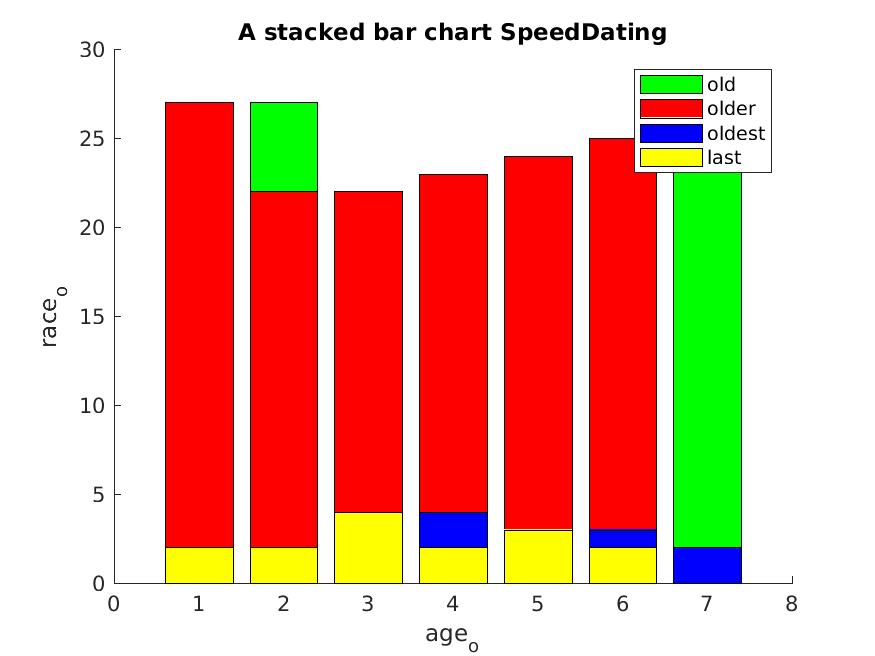 A stacked bar chart SpeedDating
30
25
20
15
10
5
0
race_o
old
older
oldest
last
0 1 2 3 4 5 6 7 8
age_o